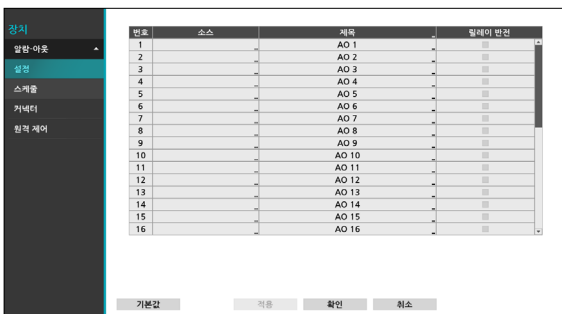 장치
알람-아웃
설정
스케줄
커넥터
원격 제어
번호 소스 제목 릴레이 반전
1 AO 1
2 AO 2
3 AO 3
4 AO 4
5 AO 5
6 AO 6
7 AO 7
8 AO 8
9 AO 9
10 AO 10
11 AO 11
12 AO 12
13 AO 13
14 AO 14
15 AO 15
16 AO 16
기본값 적용 확인 취소